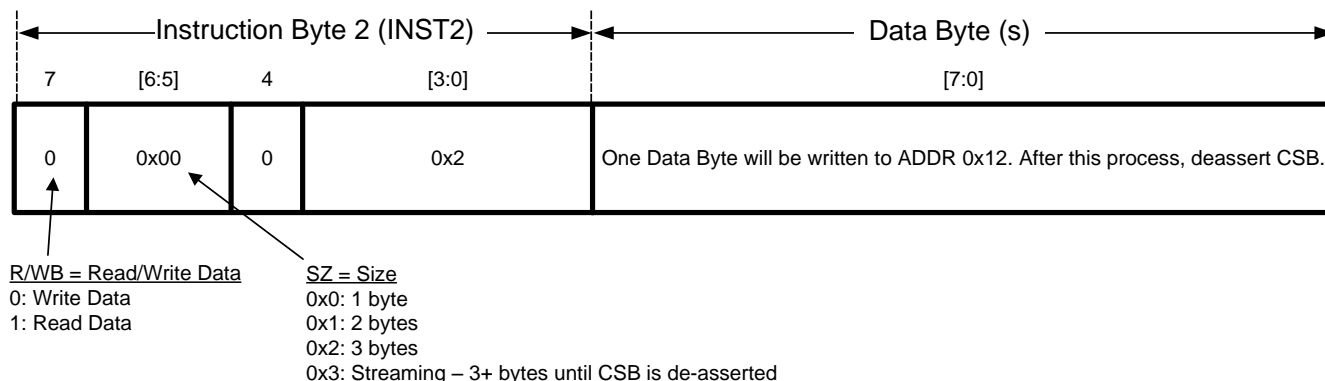 Instruction Byte 2 (INST2)
Data Byte (s)
7
[6:5]
4
[3:0]
[7:0]
0
0x00
0
0x2
One Data Byte will be written to ADDR 0x12. After this process, deassert CSB.
R/WB = Read/Write Data
0: Write Data
1: Read Data
SZ = Size
0x0: 1 byte
0x1: 2 bytes
0x2: 3 bytes
0x3: Streaming – 3+ bytes until CSB is de-asserted